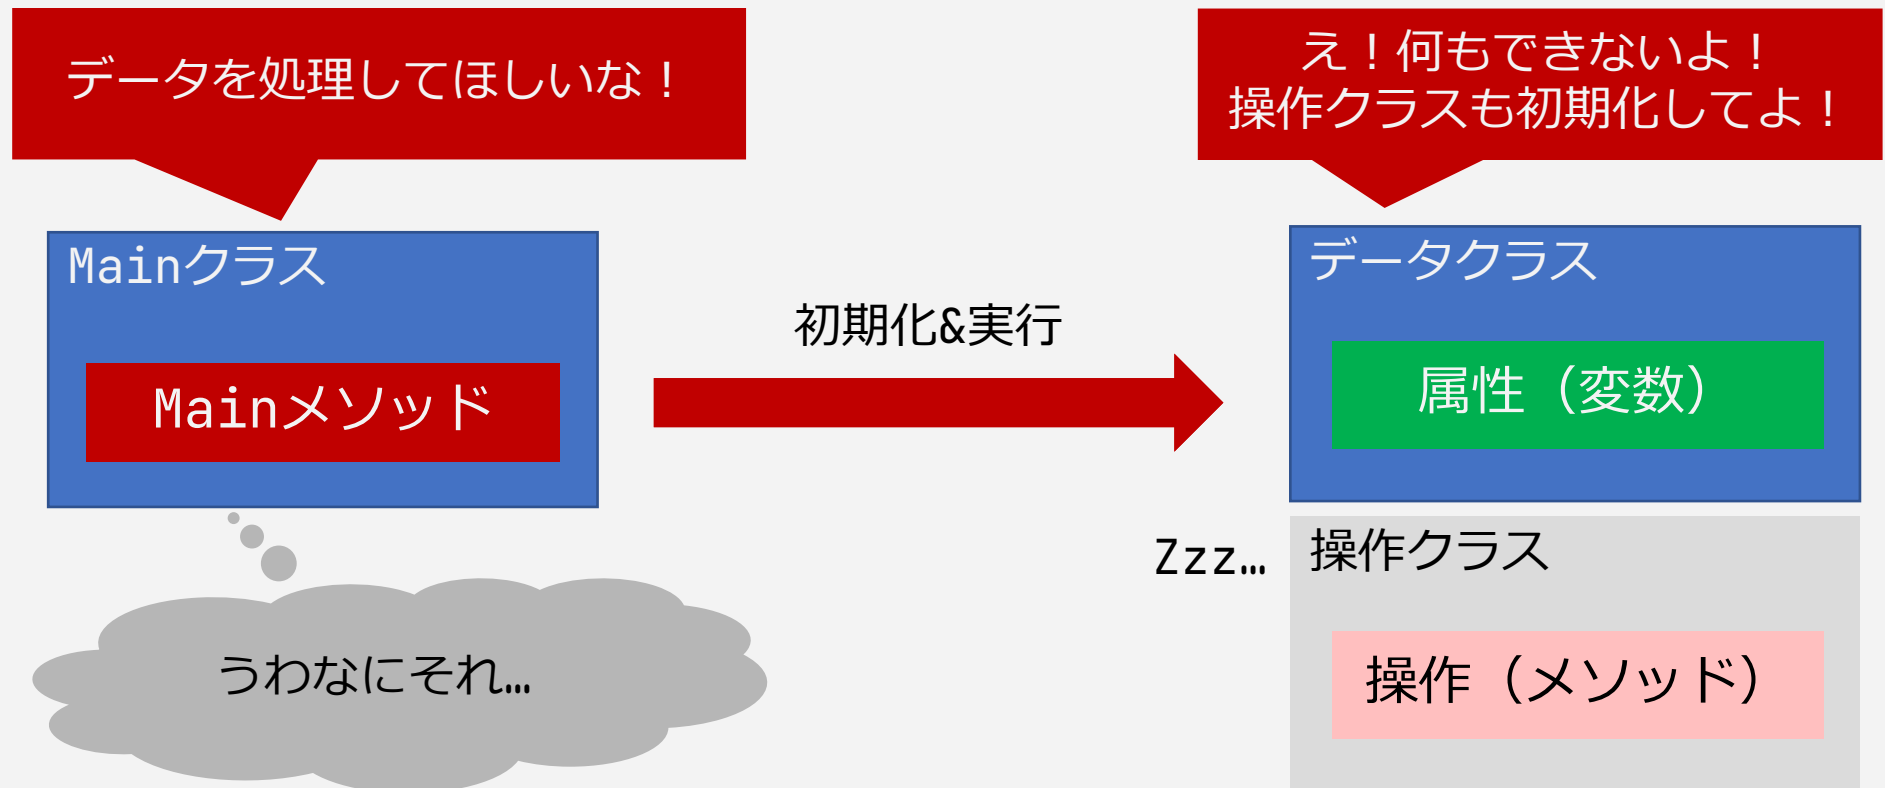 データを処理してほしいな！
え！何もできないよ！
操作クラスも初期化してよ！
Mainクラス
Mainメソッド
初期化&実行
データクラス
属性（変数）
Zzz…
操作クラス
操作（メソッド）
うわなにそれ…